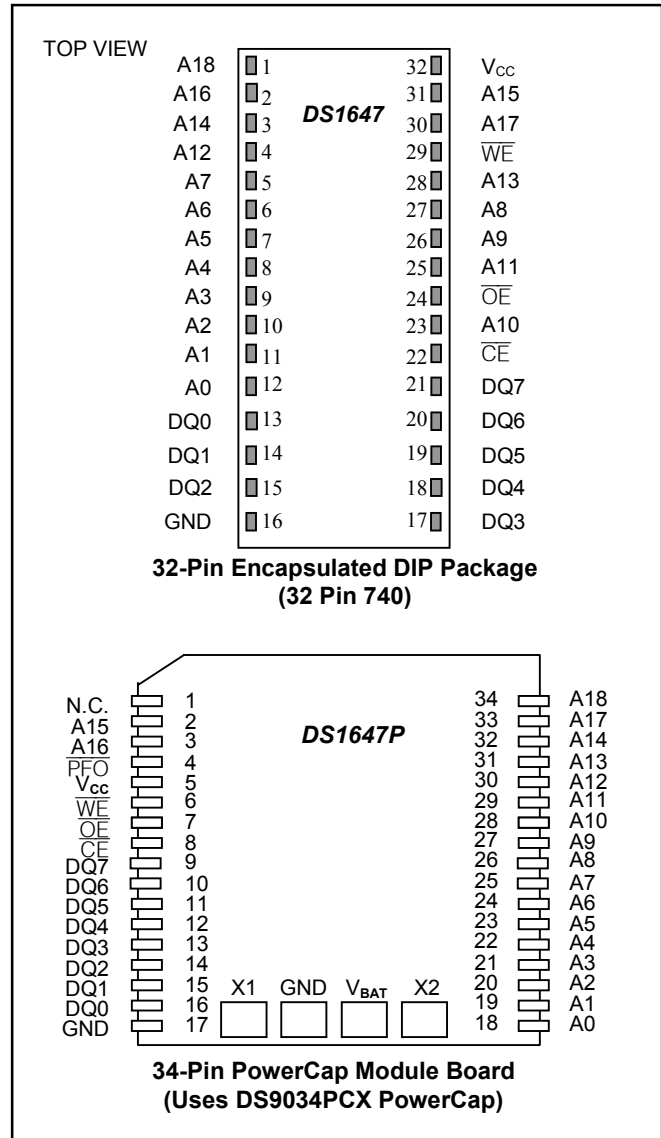 TOP VIEW
A18 1 32 VCC
A16 2 31 A15
DS1647
A14 3 30 A17
A12 4 29 W̅E̅
A7 5 28 A13
A6 6 27 A8
A5 7 26 A9
A4 8 25 A11
A3 9 24 O̅E̅
A2 10 23 A10
A1 11 22 C̅E̅
A0 12 21 DQ7
DQ0 13 20 DQ6
DQ1 14 19 DQ5
DQ2 15 18 DQ4
GND 16 17 DQ3
32-Pin Encapsulated DIP Package
(32 Pin 740)
N.C. 1 34 A18
A15 2 33 A17
DS1647P
A16 3 32 A14
P̅F̅O̅ 4 31 A13
VCC 5 30 A12
W̅E̅ 6 29 A11
O̅E̅ 7 28 A10
C̅E̅ 8 27 A9
DQ7 9 26 A8
DQ6 10 25 A7
DQ5 11 24 A6
DQ4 12 23 A5
DQ3 13 22 A4
DQ2 14 21 A3
DQ1 15 20 A2
X1 GND VBAT X2
DQ0 16 19 A1
GND 17 18 A0
34-Pin PowerCap Module Board
(Uses DS9034PCX PowerCap)